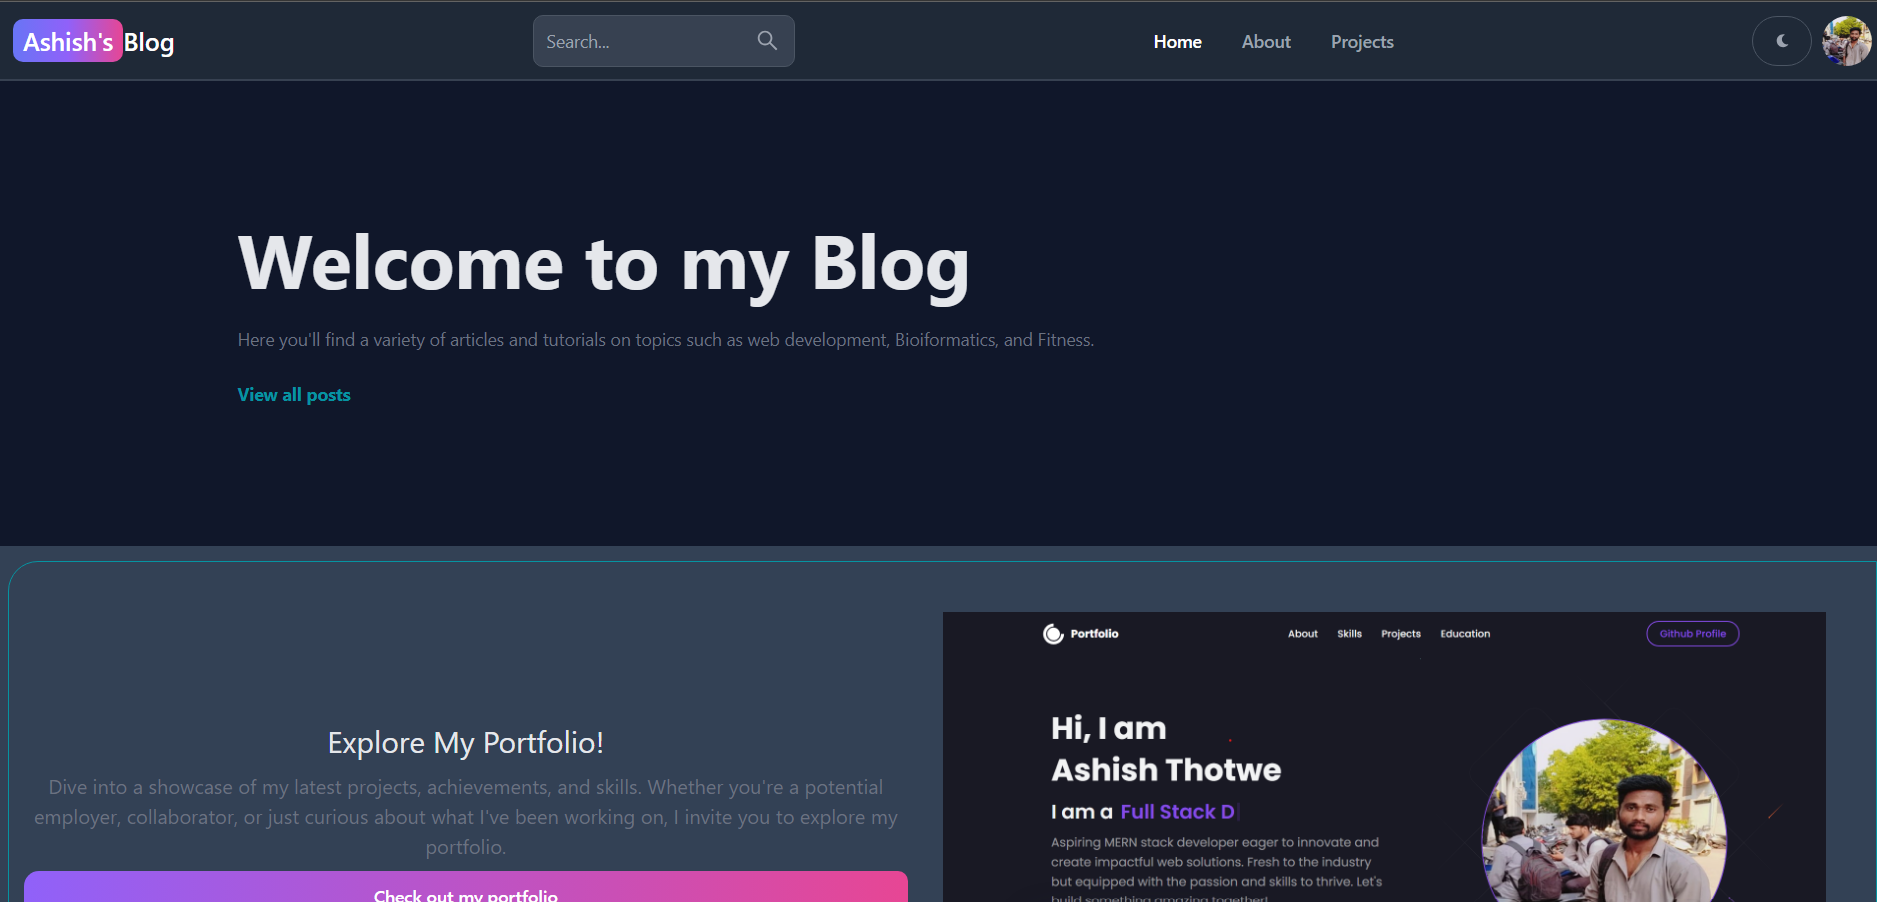 Ashish's Blog
Search...
Home About Projects
Welcome to my Blog
Here you'll find a variety of articles and tutorials on topics such as web development, Bioiformatics, and Fitness.
View all posts
Explore My Portfolio!
Dive into a showcase of my latest projects, achievements, and skills. Whether you're a potential
employer, collaborator, or just curious about what I've been working on, I invite you to explore my
portfolio.
Check out my portfolio
Portfolio
About Skills Projects Education
Github Profile
Hi, I am
Ashish Thotwe
I am a Full Stack D
Aspiring MERN stack developer eager to innovate and
create impactful web solutions. Fresh to the industry
but equipped with the passion and skills to thrive. Let's
build something amazing together!